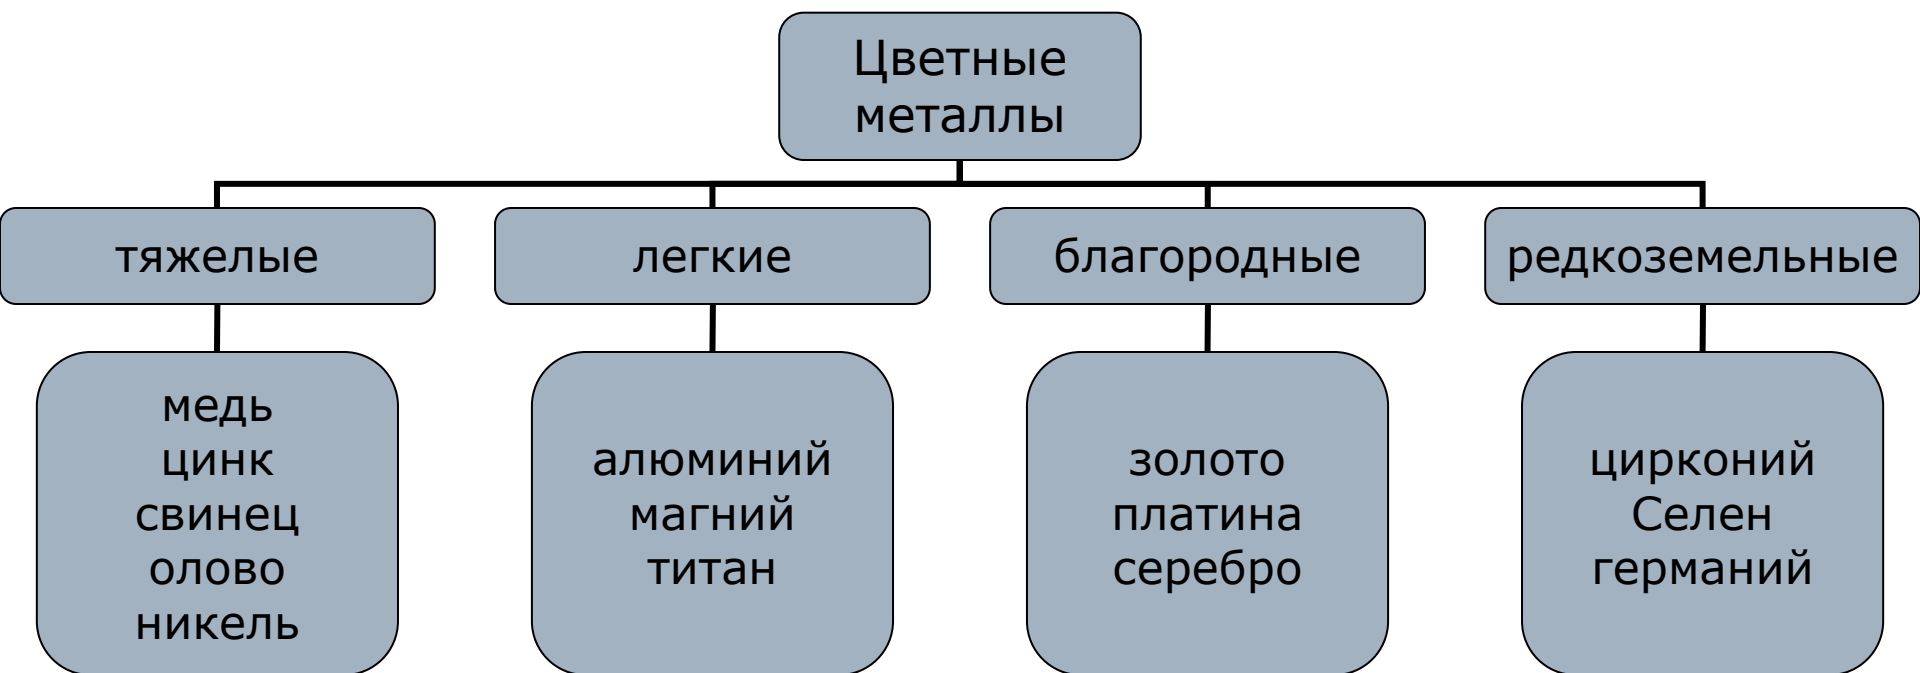 Цветные
металлы
тяжелые
легкие
благородные
редкоземельные
медь
цинк
свинец
олово
никель
алюминий
магний
титан
золото
платина
серебро
цирконий
Селен
германий